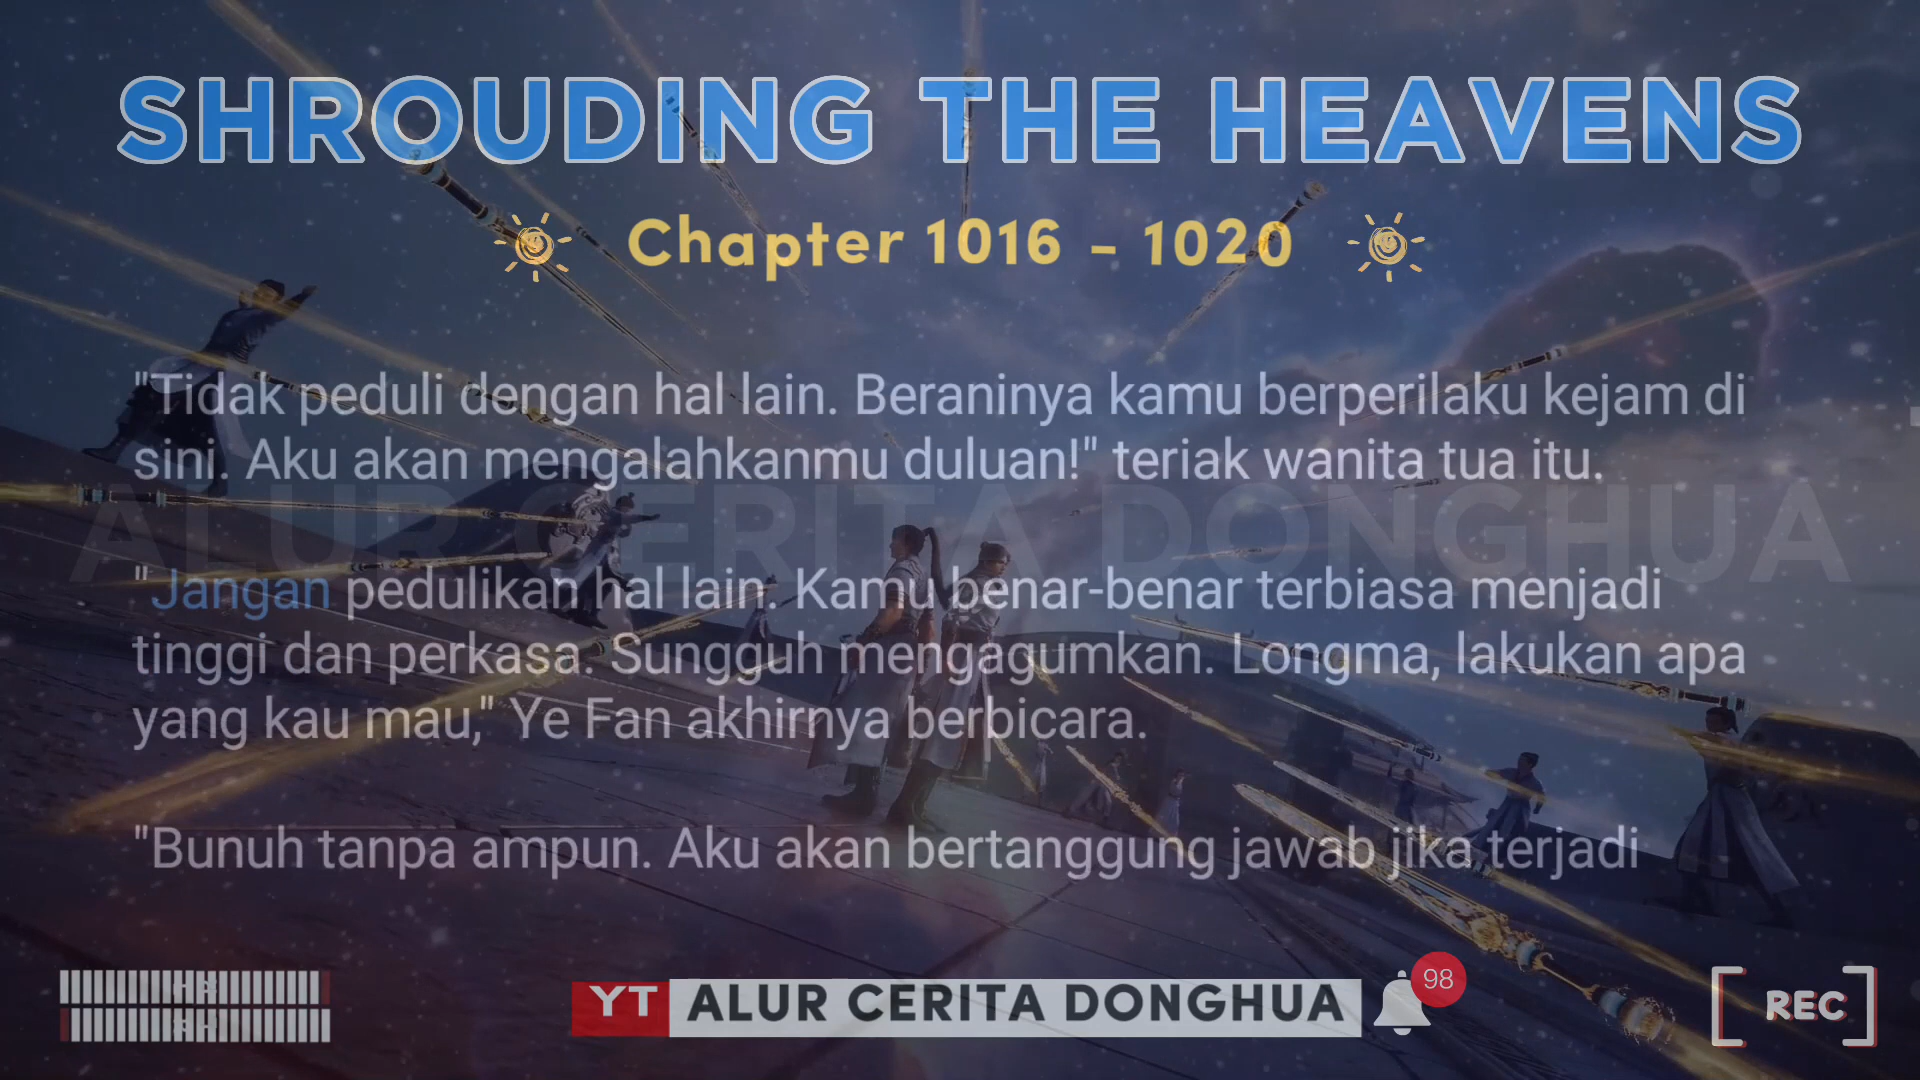 SHROUDING THE HEAVENS
Chapter 1016 - 1020
"Tidak peduli dengan hal lain. Beraninya kamu berperilaku kejam di
sini. Aku akan mengalahkanmu duluan!" teriak wanita tua itu.
ALUR CERITA DONGHUA
"Jangan pedulikan hal lain. Kamu benar-benar terbiasa menjadi
tinggi dan perkasa. Sungguh mengagumkan. Longma, lakukan apa
yang kau mau," Ye Fan akhirnya berbicara.
"Bunuh tanpa ampun. Aku akan bertanggung jawab jika terjadi
YT ALUR CERITA DONGHUA 98
REC